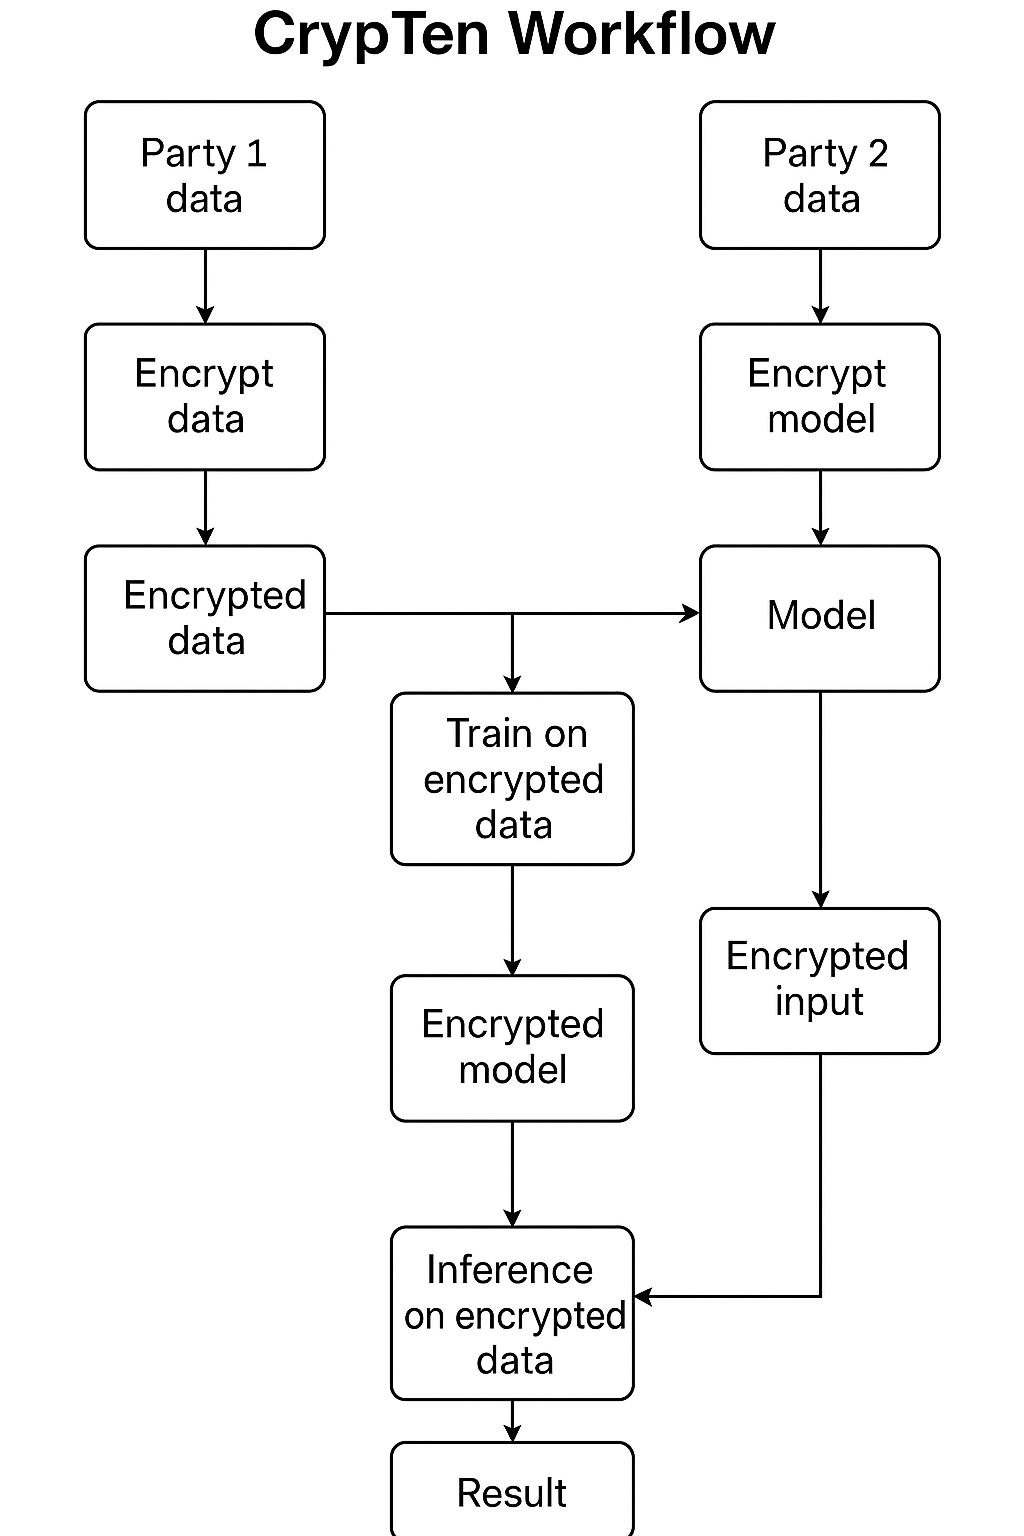 CrypTen Workflow
Party 1
data
Party 2
data
Encrypt
data
Encrypt
model
Encrypted
data
Model
Train on
encrypted
data
Encrypted
input
Encrypted
model
Inference
on encrypted
data
Result